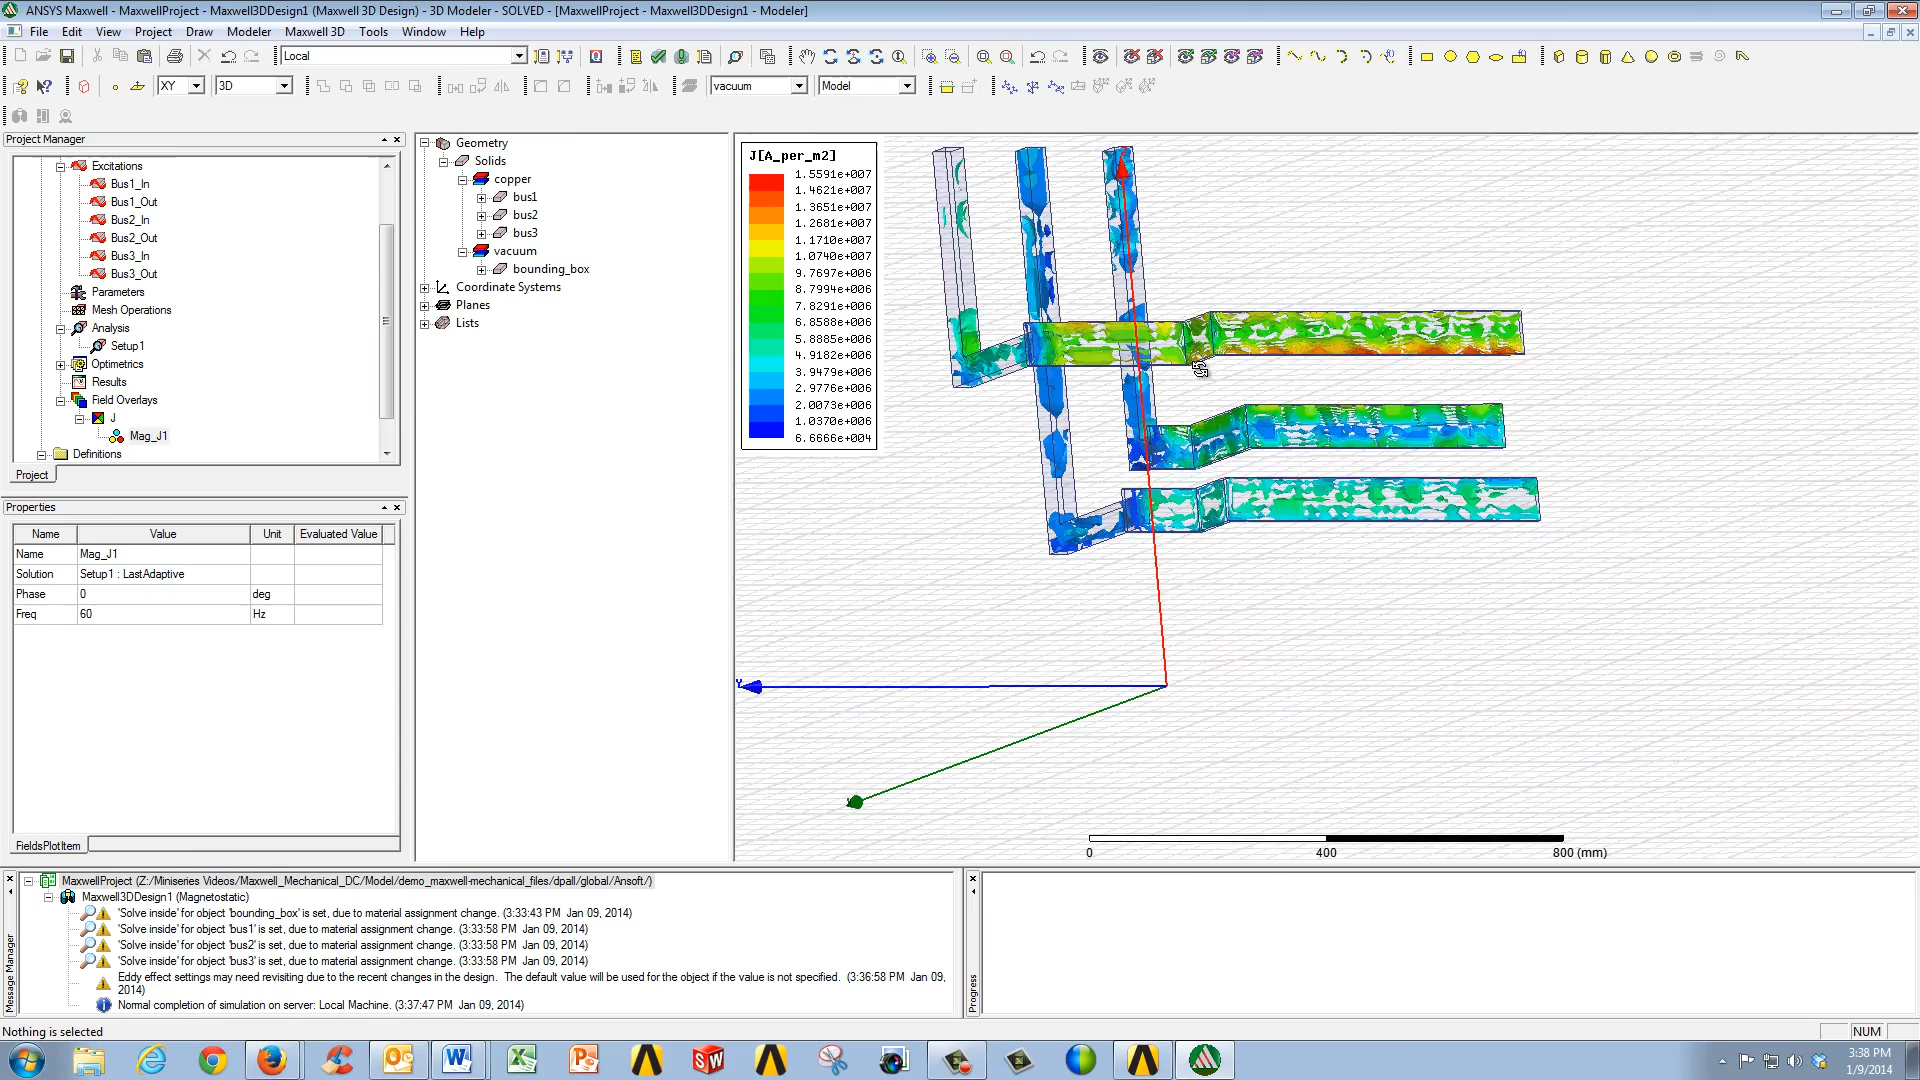 ANSYS Maxwell - MaxwellProject - Maxwell3DDesign1 (Maxwell 3D Design) - 3D Modeler - SOLVED - [MaxwellProject - Maxwell3DDesign1 - Modeler]
File Edit View Project Draw Modeler Maxwell 3D Tools Window Help
Local
XY 3D vacuum Model
Project Manager
Excitations
Bus1_In
Bus1_Out
Bus2_In
Bus2_Out
Bus3_In
Bus3_Out
Parameters
Mesh Operations
Analysis
Setup1
Optimetrics
Results
Field Overlays
J
Mag_J1
Definitions
Project
Properties
Name Value Unit Evaluated Value
Name Mag_J1
Solution Setup1 : LastAdaptive
Phase 0 deg
Freq 60 Hz
FieldsPlotItem
Geometry
Solids
copper
bus1
bus2
bus3
vacuum
bounding_box
Coordinate Systems
Planes
Lists
J[A_per_m2]
1.5591e+007
1.4621e+007
1.3651e+007
1.2681e+007
1.1710e+007
1.0740e+007
9.7697e+006
8.7994e+006
7.8291e+006
6.8588e+006
5.8885e+006
4.9182e+006
3.9479e+006
2.9776e+006
2.0073e+006
1.0370e+006
6.6666e+004
Y
0 400 800 (mm)
Message Manager
MaxwellProject (Z:/Miniseries Videos/Maxwell_Mechanical_DC/Model/demo_maxwell-mechanical_files/dpall/global/Ansoft/)
Maxwell3DDesign1 (Magnetostatic)
'Solve inside' for object 'bounding_box' is set, due to material assignment change. (3:33:43 PM Jan 09, 2014)
'Solve inside' for object 'bus1' is set, due to material assignment change. (3:33:58 PM Jan 09, 2014)
'Solve inside' for object 'bus2' is set, due to material assignment change. (3:33:58 PM Jan 09, 2014)
'Solve inside' for object 'bus3' is set, due to material assignment change. (3:33:58 PM Jan 09, 2014)
Eddy effect settings may need revisiting due to the recent changes in the design. The default value will be used for the object if the value is not specified. (3:36:58 PM Jan 09,
2014)
Normal completion of simulation on server: Local Machine. (3:37:47 PM Jan 09, 2014)
Progress
Nothing is selected
NUM
3:38 PM
1/9/2014